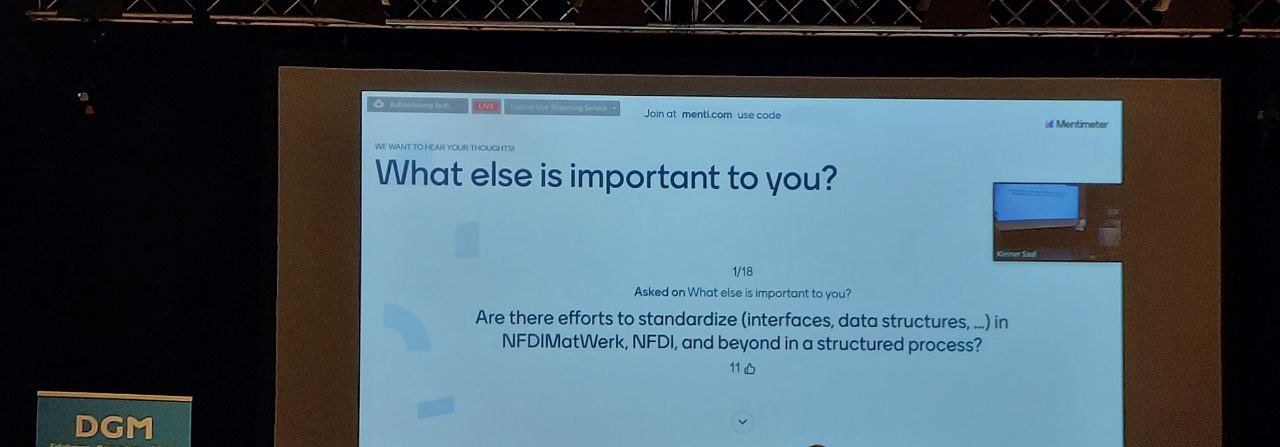 Aufzeichnung läuft...
LIVE
Custom Live Streaming Service
Join at menti.com use code
Mentimeter
WE WANT TO HEAR YOUR THOUGHTS!
What else is important to you?
Kleiner Saal
1/18
Asked on What else is important to you?
Are there efforts to standardize (interfaces, data structures, ...) in
NFDIMatWerk, NFDI, and beyond in a structured process?
11
DGM